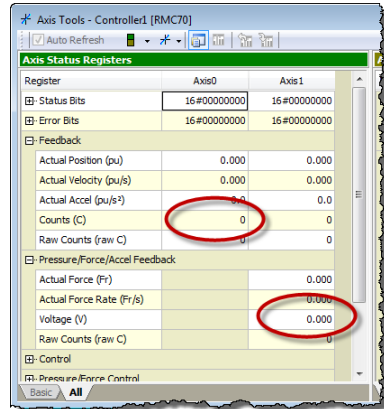 Axis Tools - Controller1 [RMC70]
Auto Refresh
Axis Status Registers
Register Axis0 Axis1
Status Bits 16#00000000 16#00000000
Error Bits 16#00000000 16#00000000
Feedback
Actual Position (pu) 0.000 0.000
Actual Velocity (pu/s) 0.000 0.000
Actual Accel (pu/s²) 0.0 0.0
Counts (C) 0 0
Raw Counts (raw C) 0 0
Pressure/Force/Accel Feedback
Actual Force (Fr) 0.000
Actual Force Rate (Fr/s) 0.000
Voltage (V) 0.000
Raw Counts (raw C) 0
Control
Pressure/Force Control
Basic All